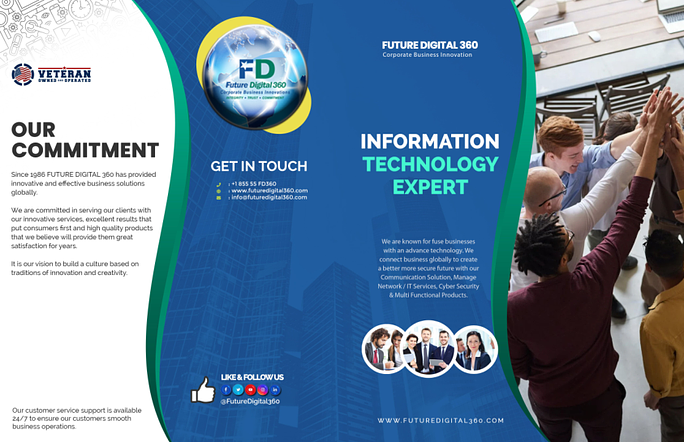 VETERAN
OWNED AND OPERATED
OUR
COMMITMENT
Since 1986 FUTURE DIGITAL 360 has provided
innovative and effective business solutions
globally.
We are committed in serving our clients with
our innovative services, excellent results that
put consumers first and high quality products
that we believe will provide them great
satisfaction for years.
It is our vision to build a culture based on
traditions of innovation and creativity.
Our customer service support is available
24/7 to ensure our customers smooth
business operations.
FD
Future Digital 360
Corporate Business Innovations
INTEGRITY • TRUST • COMMITMENT
GET IN TOUCH
: +1 855 55 FD360
: www.futuredigital360.com
: info@futuredigital360.com
LIKE & FOLLOW US
@FutureDigital360
FUTURE DIGITAL 360
Corporate Business Innovation
INFORMATION
TECHNOLOGY
EXPERT
We are known for fuse businesses
with an advance technology. We
connect business globally to create
a better more secure future with our
Communication Solution, Manage
Network / IT Services, Cyber Security
& Multi Functional Products.
WWW.FUTUREDIGITAL360.COM